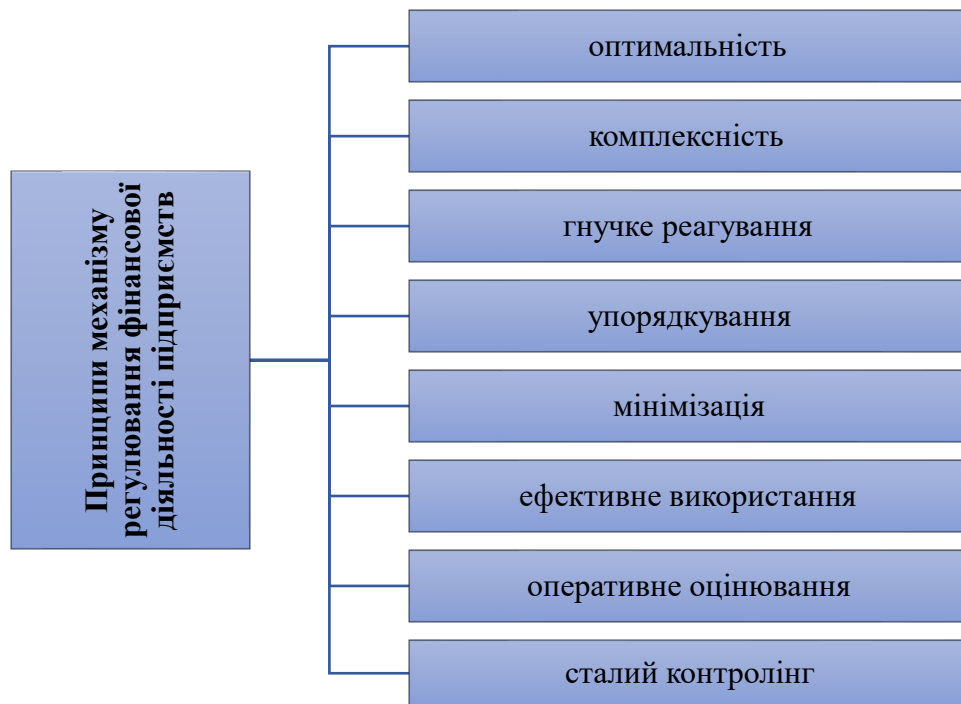 Принципи механізму
регулювання фінансової
діяльності підприємств
оптимальність
комплексність
гнучке реагування
упорядкування
мінімізація
ефективне використання
оперативне оцінювання
сталий контролінг